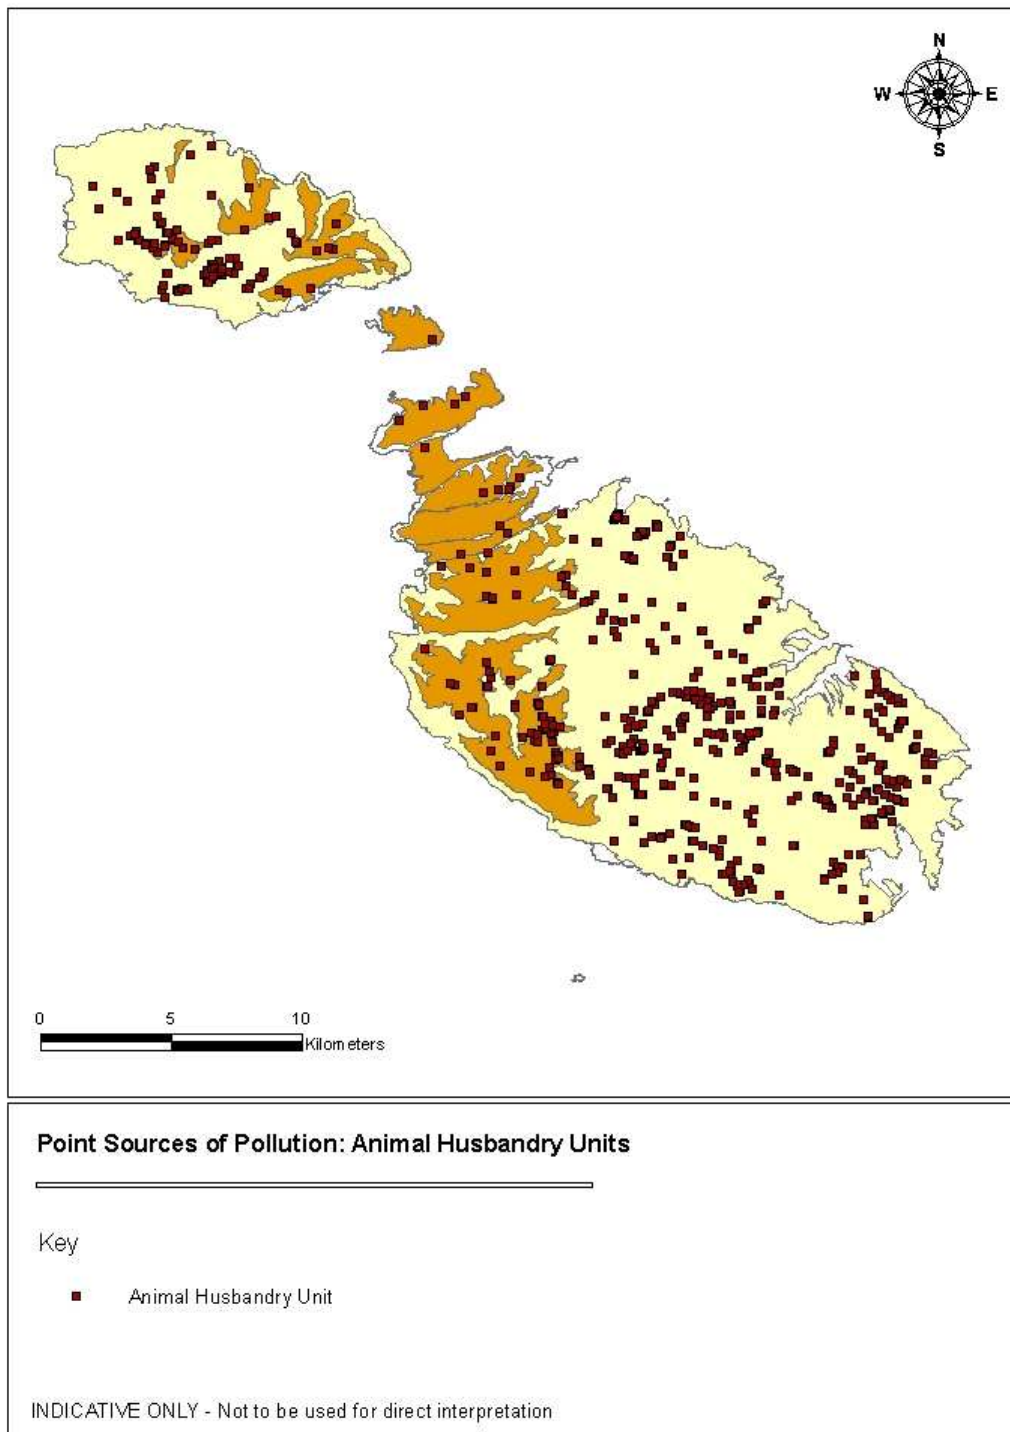 N
W E
S
0 5 10
Kilometers
Point Sources of Pollution: Animal Husbandry Units
Key
Animal Husbandry Unit
INDICATIVE ONLY - Not to be used for direct interpretation